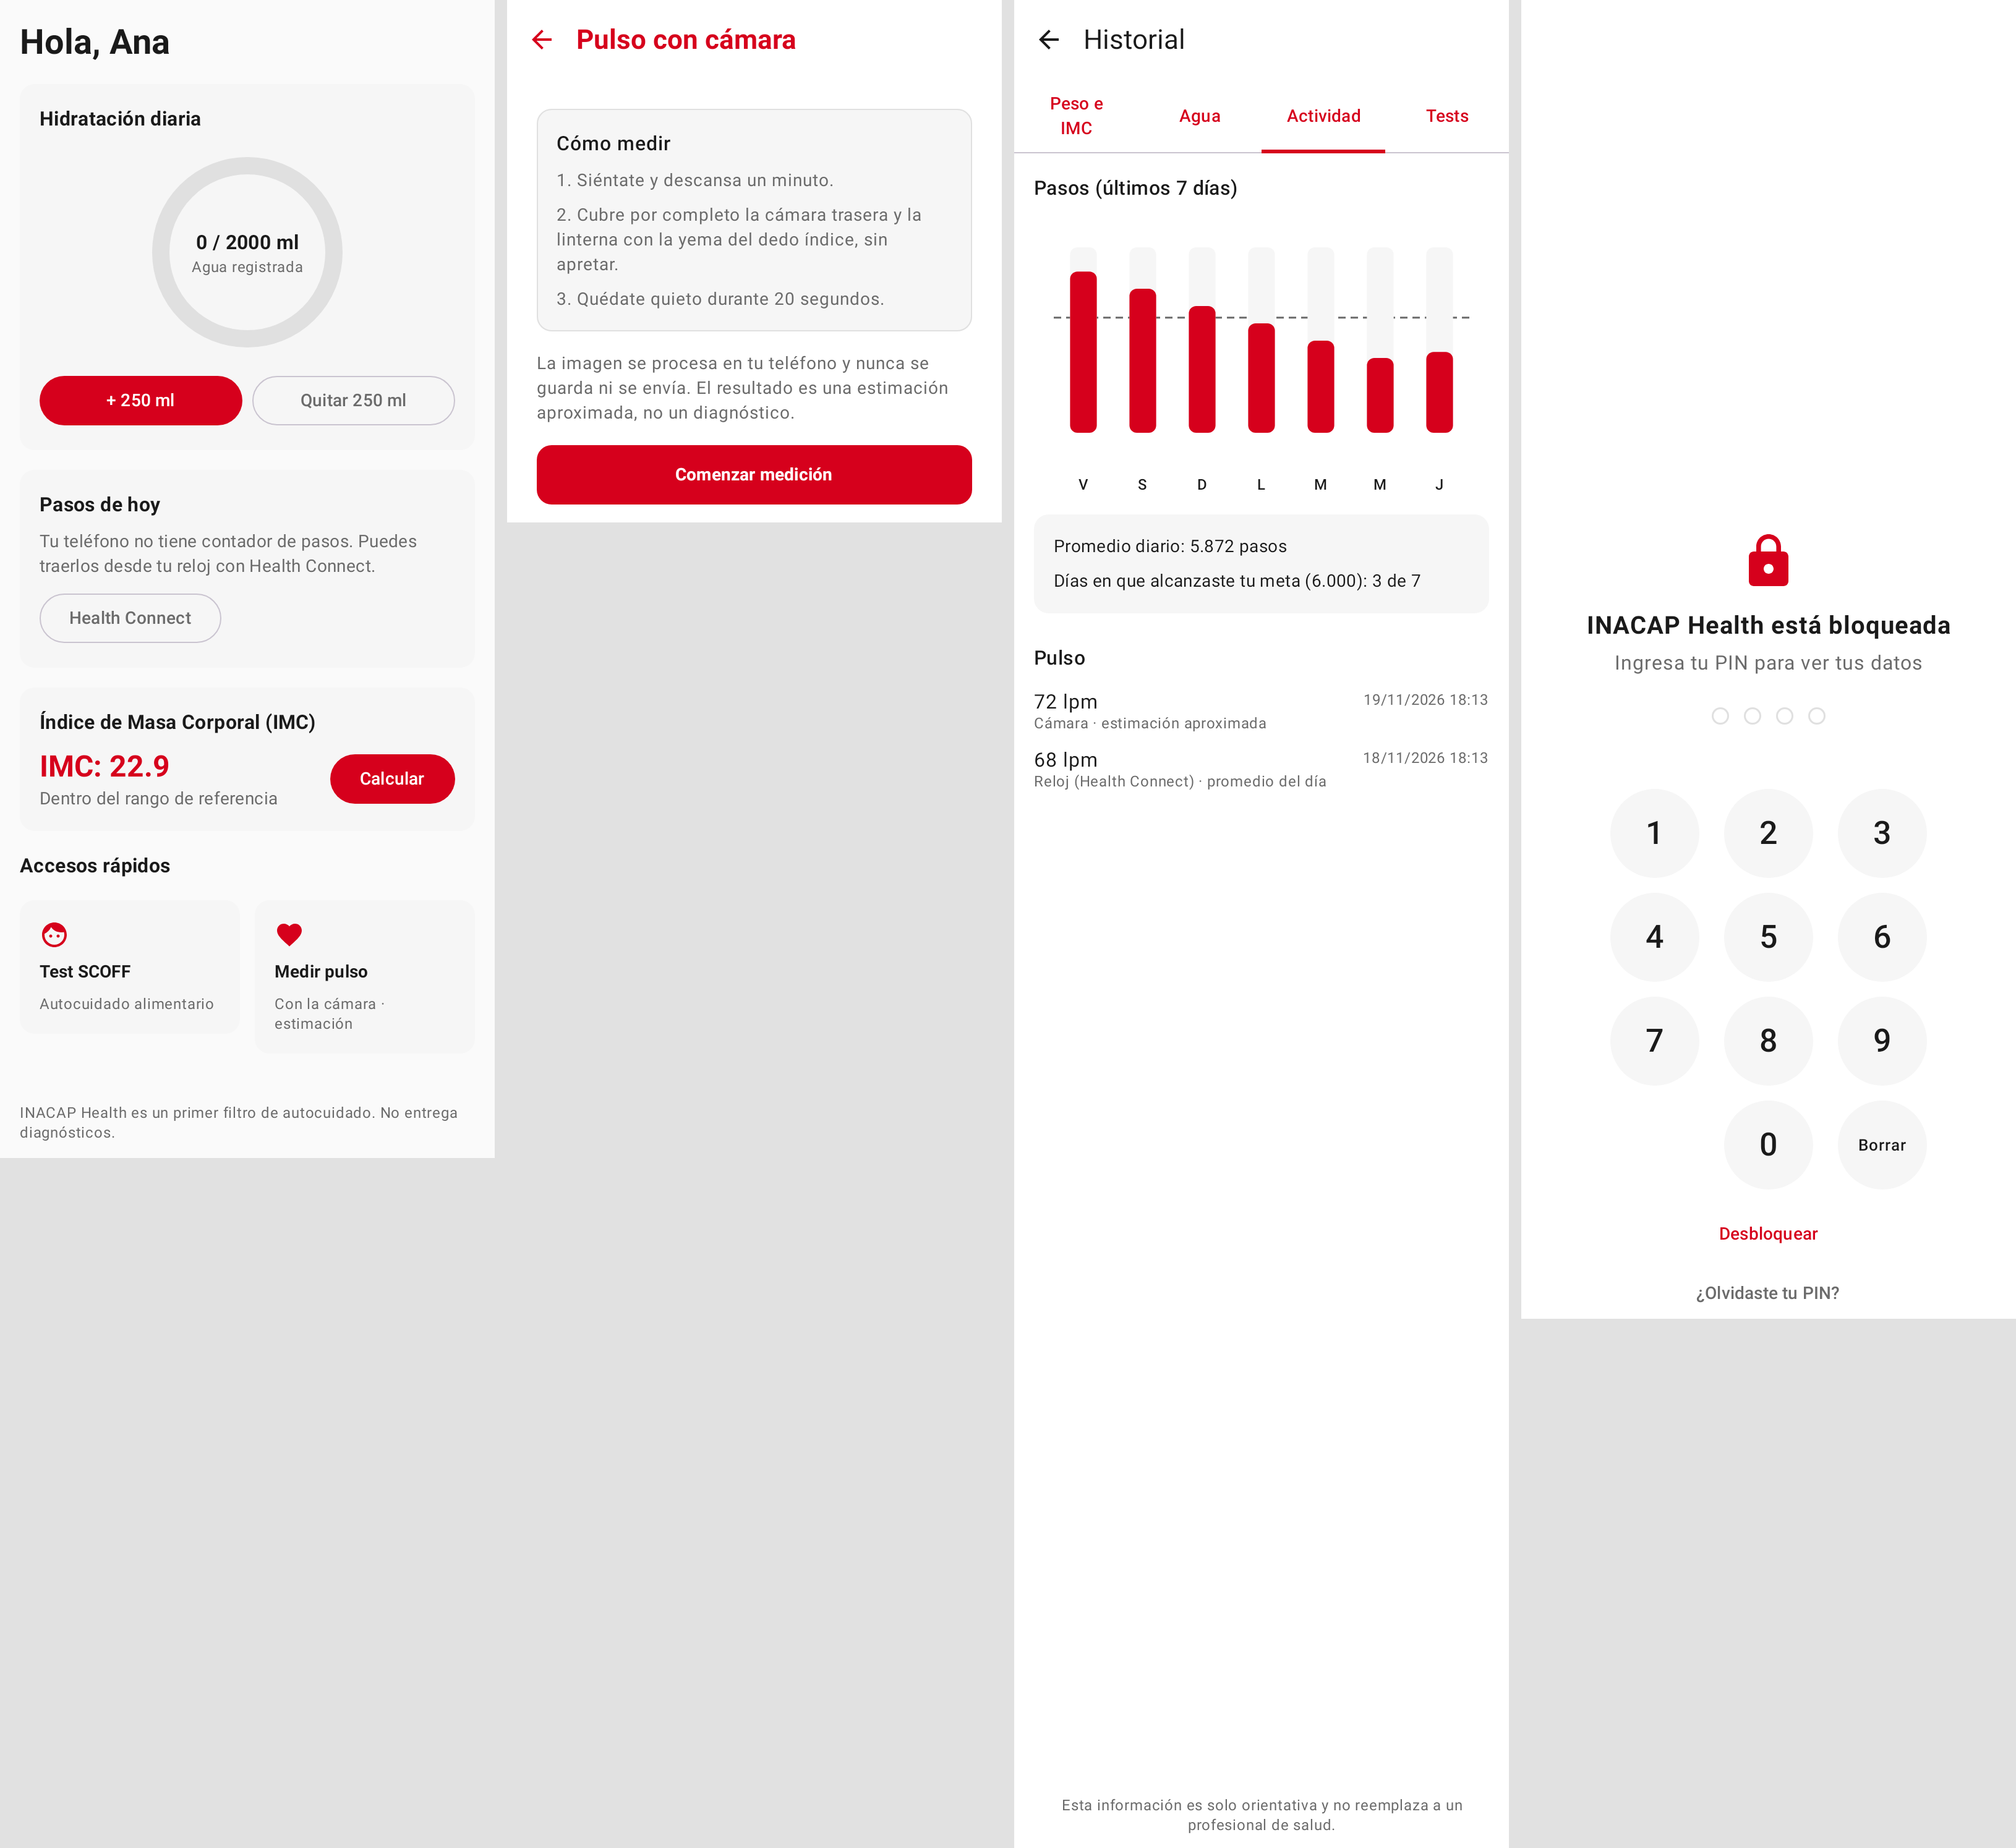 Hola, Ana
Hidratación diaria
0 / 2000 ml
Agua registrada
+ 250 ml
Quitar 250 ml
Pasos de hoy
Tu teléfono no tiene contador de pasos. Puedes
traerlos desde tu reloj con Health Connect.
Health Connect
Índice de Masa Corporal (IMC)
IMC: 22.9
Dentro del rango de referencia
Calcular
Accesos rápidos
Test SCOFF
Autocuidado alimentario
Medir pulso
Con la cámara ·
estimación
INACAP Health es un primer filtro de autocuidado. No entrega
diagnósticos.
Pulso con cámara
Cómo medir
1. Siéntate y descansa un minuto.
2. Cubre por completo la cámara trasera y la
linterna con la yema del dedo índice, sin
apretar.
3. Quédate quieto durante 20 segundos.
La imagen se procesa en tu teléfono y nunca se
guarda ni se envía. El resultado es una estimación
aproximada, no un diagnóstico.
Comenzar medición
Historial
Peso e
IMC
Agua
Actividad
Tests
Pasos (últimos 7 días)
V S D L M M J
Promedio diario: 5.872 pasos
Días en que alcanzaste tu meta (6.000): 3 de 7
Pulso
72 lpm
19/11/2026 18:13
Cámara · estimación aproximada
68 lpm
18/11/2026 18:13
Reloj (Health Connect) · promedio del día
Esta información es solo orientativa y no reemplaza a un
profesional de salud.
INACAP Health está bloqueada
Ingresa tu PIN para ver tus datos
1 2 3
4 5 6
7 8 9
0 Borrar
Desbloquear
¿Olvidaste tu PIN?